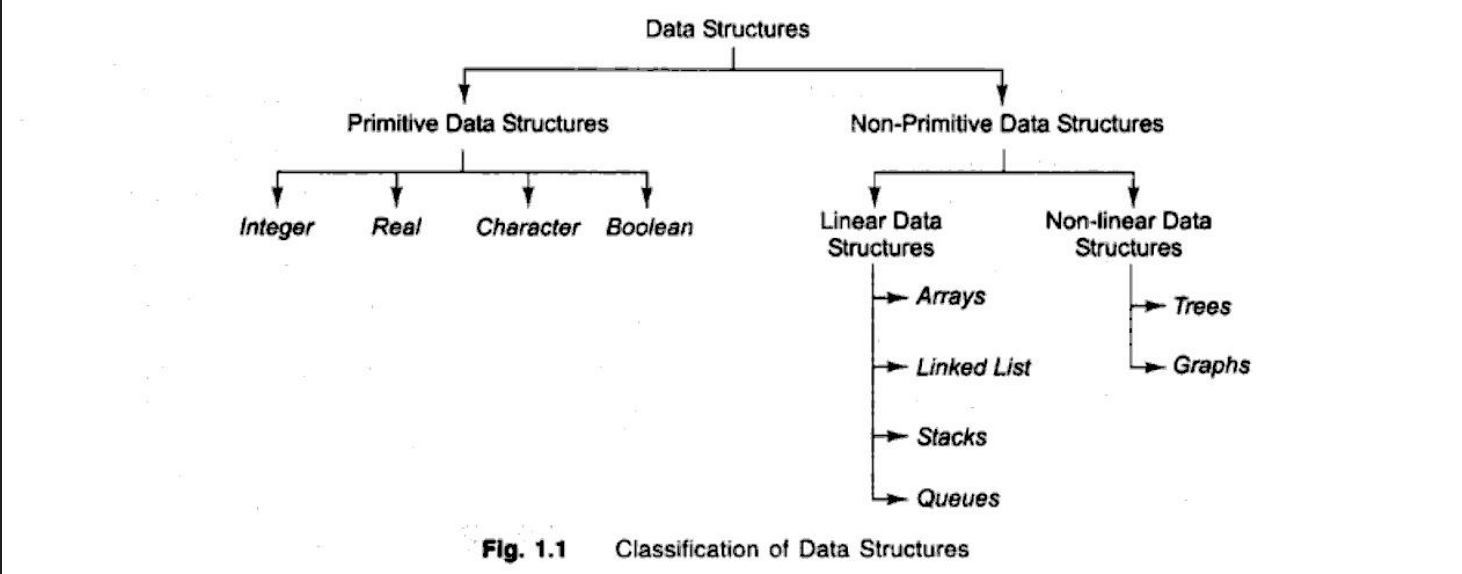 Data Structures
Primitive Data Structures
Non-Primitive Data Structures
Integer
Real
Character
Boolean
Linear Data
Structures
Non-linear Data
Structures
Arrays
Linked List
Stacks
Queues
Trees
Graphs
Fig. 1.1 Classification of Data Structures